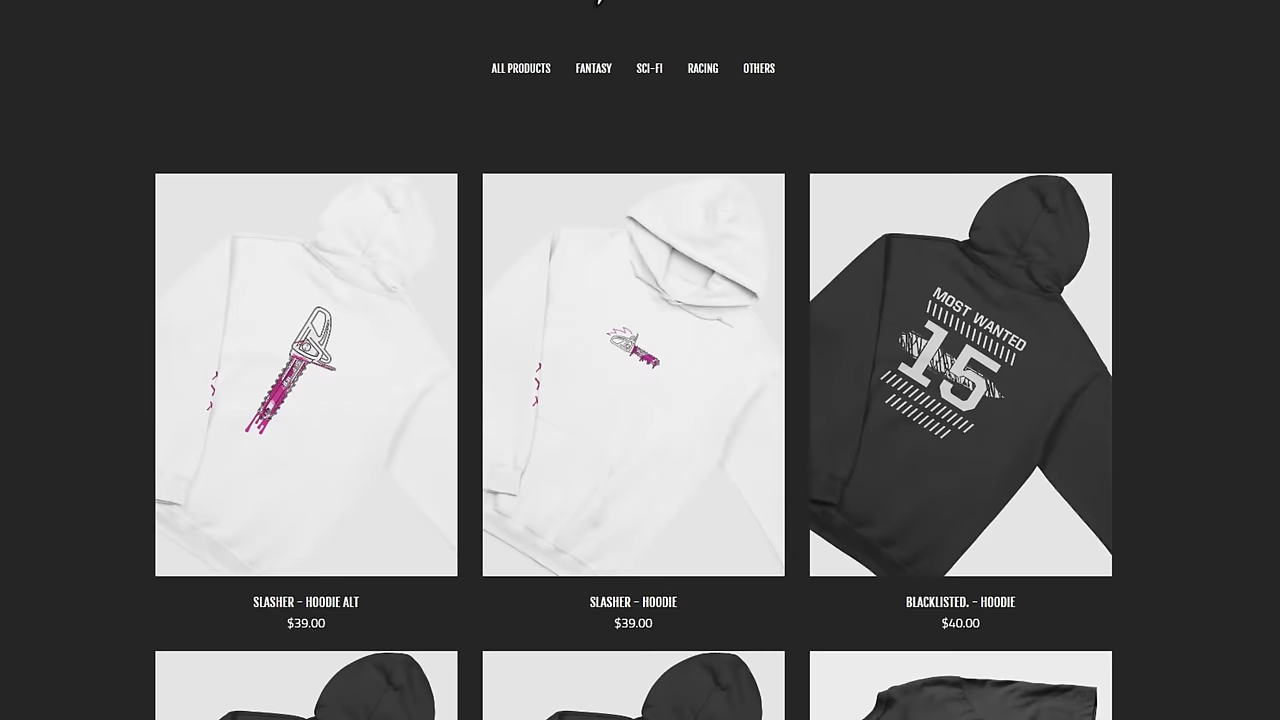 ALL PRODUCTS FANTASY SCI-FI RACING OTHERS
MOST WANTED
15
SLASHER - HOODIE ALT
$39.00
SLASHER - HOODIE
$39.00
BLACKLISTED. - HOODIE
$40.00